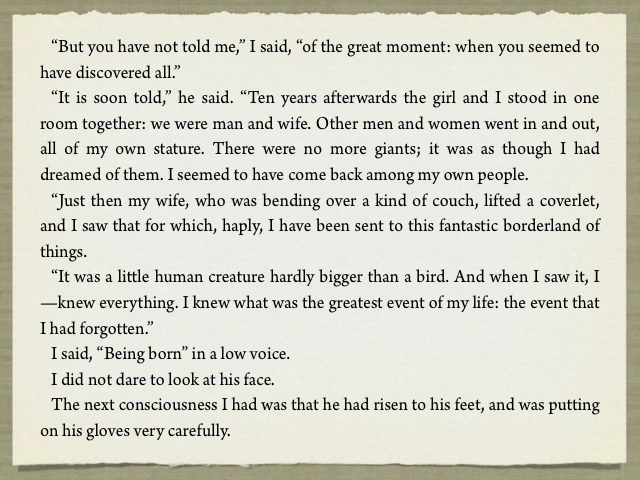 “But you have not told me,” I said, “of the great moment: when you seemed to
have discovered all.”
“It is soon told,” he said. “Ten years afterwards the girl and I stood in one
room together: we were man and wife. Other men and women went in and out,
all of my own stature. There were no more giants; it was as though I had
dreamed of them. I seemed to have come back among my own people.
“Just then my wife, who was bending over a kind of couch, lifted a coverlet,
and I saw that for which, haply, I have been sent to this fantastic borderland of
things.
“It was a little human creature hardly bigger than a bird. And when I saw it, I
—knew everything. I knew what was the greatest event of my life: the event that
I had forgotten.”
I said, “Being born” in a low voice.
I did not dare to look at his face.
The next consciousness I had was that he had risen to his feet, and was putting
on his gloves very carefully.